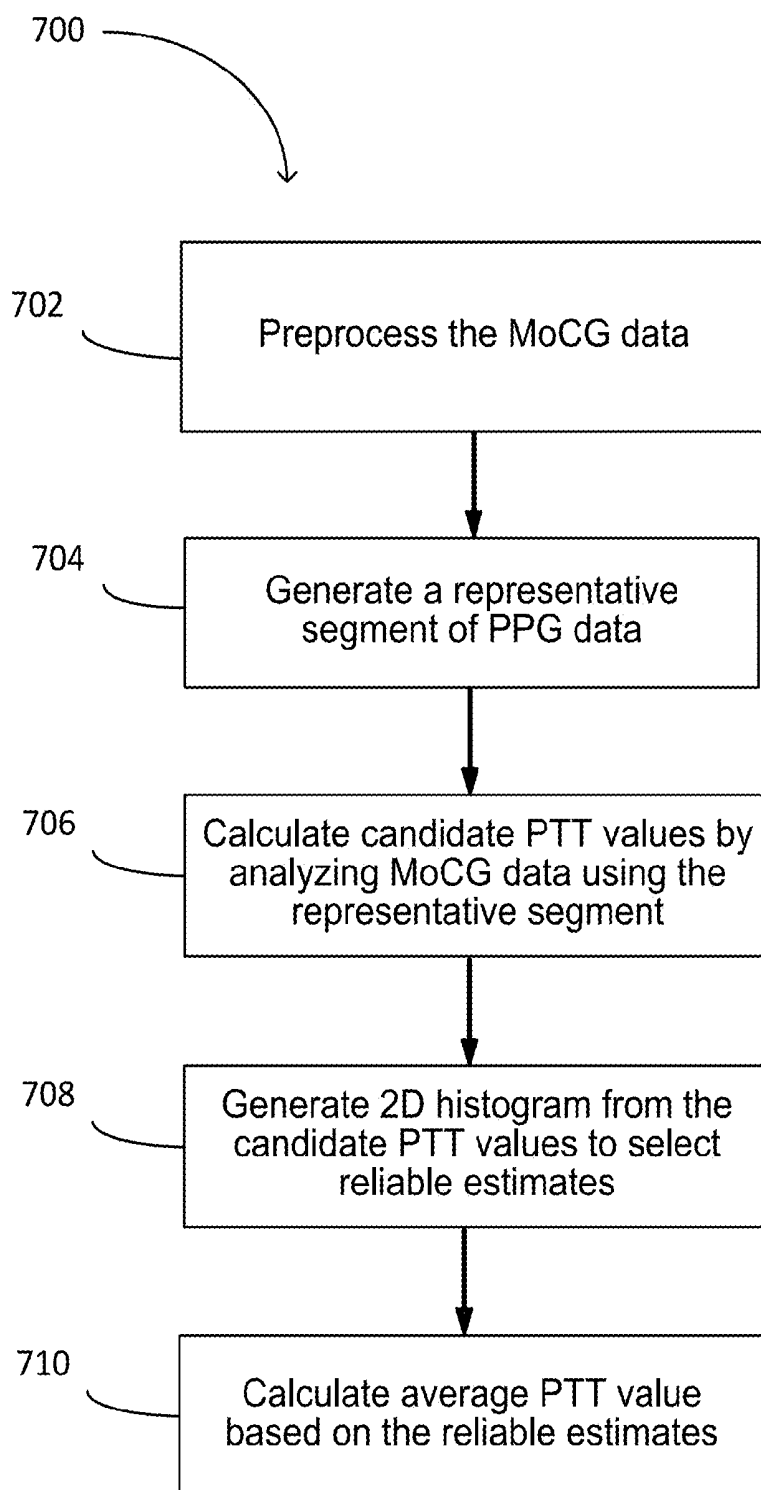 700
702
Preprocess the MoCG data
704
Generate a representative
segment of PPG data
706
Calculate candidate PTT values by
analyzing MoCG data using the
representative segment
708
Generate 2D histogram from the
candidate PTT values to select
reliable estimates
710
Calculate average PTT value
based on the reliable estimates